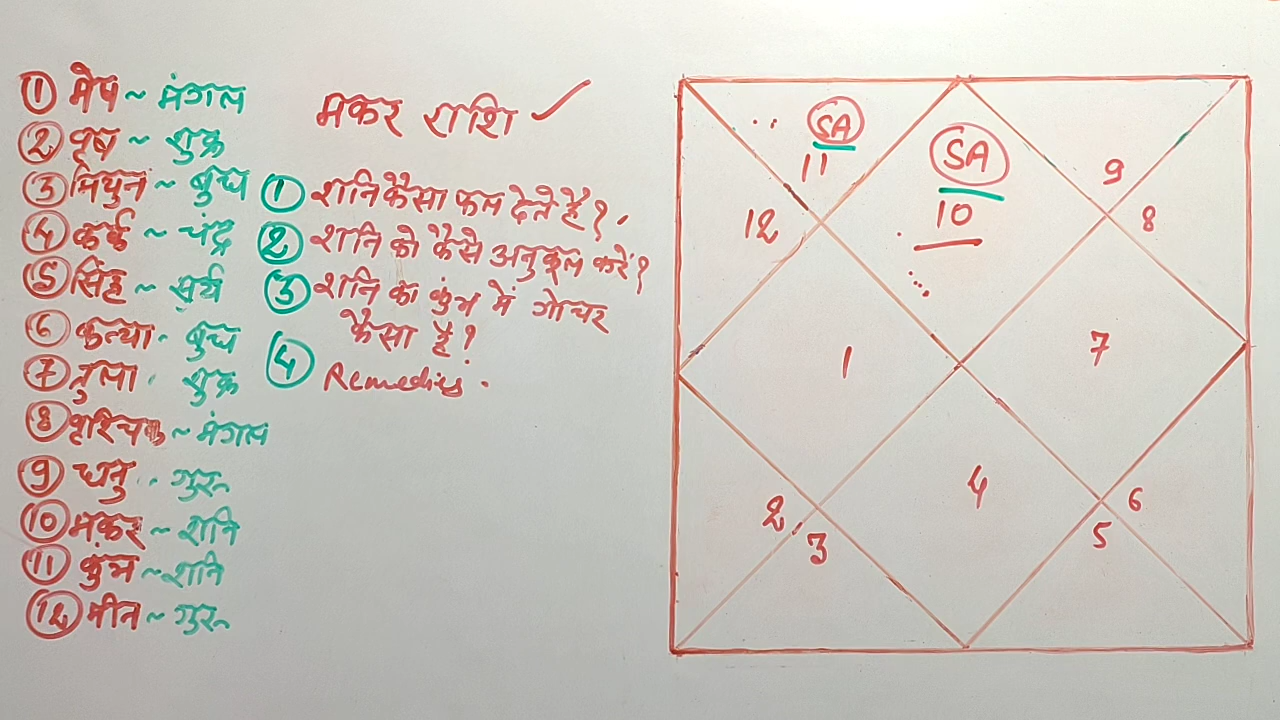 ① मेष ~ मंगल
② वृष ~ शुक्र
③ मिथुन ~ बुध
④ कर्क ~ चंद्र
⑤ सिंह ~ सूर्य
⑥ कन्या - बुध
⑦ तुला - शुक्र
⑧ वृश्चिक ~ मंगल
⑨ धनु - गुरु
⑩ मकर ~ शनि
⑪ कुंभ ~ शनि
⑫ मीन ~ गुरु
मकर राशि ✓
① शनि कैसा फल देते है?
② शनि को कैसे अनुकूल करें?
③ शनि का कुंभ में गोचर
कैसा है?
④ Remedies.
SA
11
SA
10
9
12
8
1
7
4
2
3
6
5